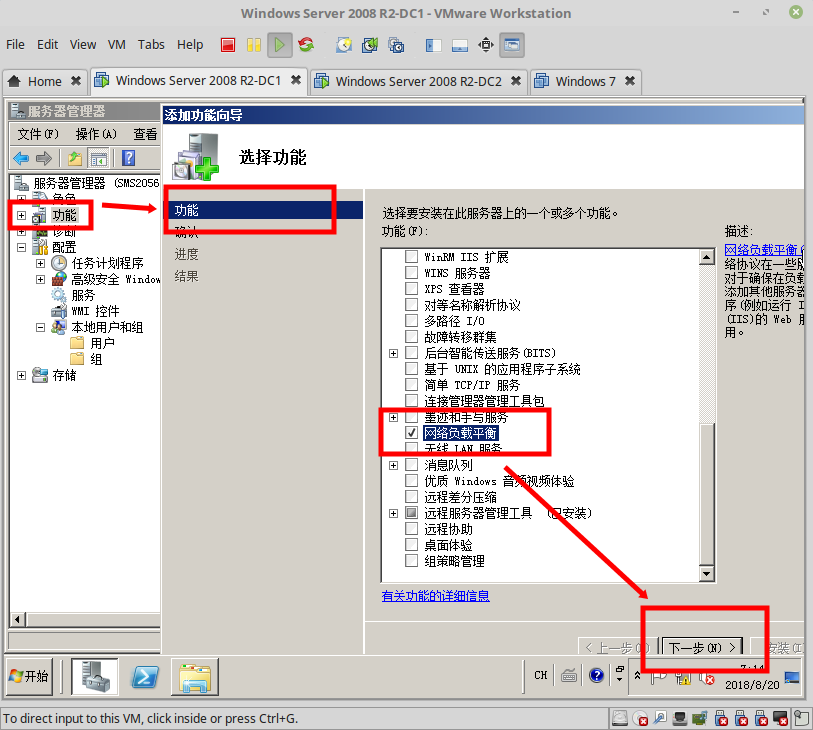 Windows Server 2008 R2-DC1 - VMware Workstation
File Edit View VM Tabs Help
Home Windows Server 2008 R2-DC1 Windows Server 2008 R2-DC2 Windows 7
服务器管理器
文件(F) 操作(A) 查看
服务器管理器 (SMS2056
角色
功能
诊断
配置
任务计划程序
高级安全 Window
服务
WMI 控件
本地用户和组
用户
组
存储
添加功能向导
选择功能
功能
确认
进度
结果
选择要安装在此服务器上的一个或多个功能。
功能(F):
WinRM IIS 扩展
WINS 服务器
XPS 查看器
对等名称解析协议
多路径 I/O
故障转移群集
后台智能传送服务(BITS)
基于 UNIX 的应用程序子系统
简单 TCP/IP 服务
连接管理器管理工具包
墨迹和手写服务
网络负载平衡
无线 LAN 服务
消息队列
优质 Windows 音频视频体验
远程差分压缩
远程服务器管理工具 (已安装)
远程协助
桌面体验
组策略管理
有关功能的详细信息
描述:
网络负载平衡(
络协议在一些服
对于确保在负载
添加其他服务器
序(例如运行 I
(IIS)的 Web 服
用。
< 上一步 下一步(N) > 安装(I)
开始
CH
7:14
2018/8/20
To direct input to this VM, click inside or press Ctrl+G.